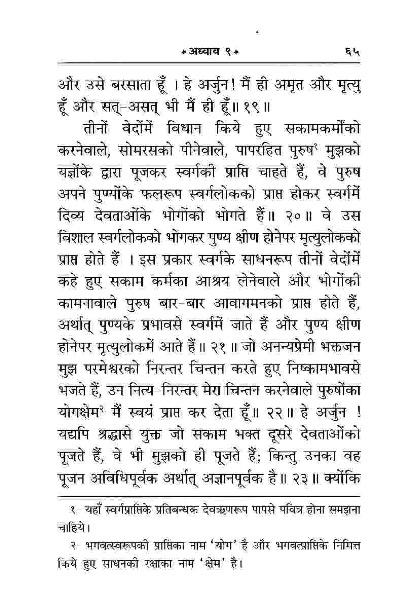 * अध्याय ९ * ६५
और उसे बरसाता हूँ । हे अर्जुन! मैं ही अमृत और मृत्यु
हूँ और सत्-असत् भी मैं ही हूँ॥ १९॥
तीनों वेदोंमें विधान किये हुए सकामकर्मोंको
करनेवाले, सोमरसको पीनेवाले, पापरहित पुरुष¹ मुझको
यज्ञोंके द्वारा पूजकर स्वर्गकी प्राप्ति चाहते हैं, वे पुरुष
अपने पुण्योंके फलरूप स्वर्गलोकको प्राप्त होकर स्वर्गमें
दिव्य देवताओंके भोगोंको भोगते हैं॥ २०॥ वे उस
विशाल स्वर्गलोकको भोगकर पुण्य क्षीण होनेपर मृत्युलोकको
प्राप्त होते हैं । इस प्रकार स्वर्गके साधनरूप तीनों वेदोंमें
कहे हुए सकाम कर्मका आश्रय लेनेवाले और भोगोंकी
कामनावाले पुरुष बार-बार आवागमनको प्राप्त होते हैं,
अर्थात् पुण्यके प्रभावसे स्वर्गमें जाते हैं और पुण्य क्षीण
होनेपर मृत्युलोकमें आते हैं॥ २१॥ जो अनन्यप्रेमी भक्तजन
मुझ परमेश्वरको निरन्तर चिन्तन करते हुए निष्कामभावसे
भजते हैं, उन नित्य-निरन्तर मेरा चिन्तन करनेवाले पुरुषोंका
योगक्षेम² मैं स्वयं प्राप्त कर देता हूँ॥ २२॥ हे अर्जुन !
यद्यपि श्रद्धासे युक्त जो सकाम भक्त दूसरे देवताओंको
पूजते हैं, वे भी मुझको ही पूजते हैं; किन्तु उनका वह
पूजन अविधिपूर्वक अर्थात् अज्ञानपूर्वक है॥ २३॥ क्योंकि
१- यहाँ स्वर्गप्राप्तिके प्रतिबन्धक देवऋणरूप पापसे पवित्र होना समझना
चाहिये।
२- भगवत्स्वरूपकी प्राप्तिका नाम 'योग' है और भगवत्प्राप्तिके निमित्त
किये हुए साधनकी रक्षाका नाम 'क्षेम' है।